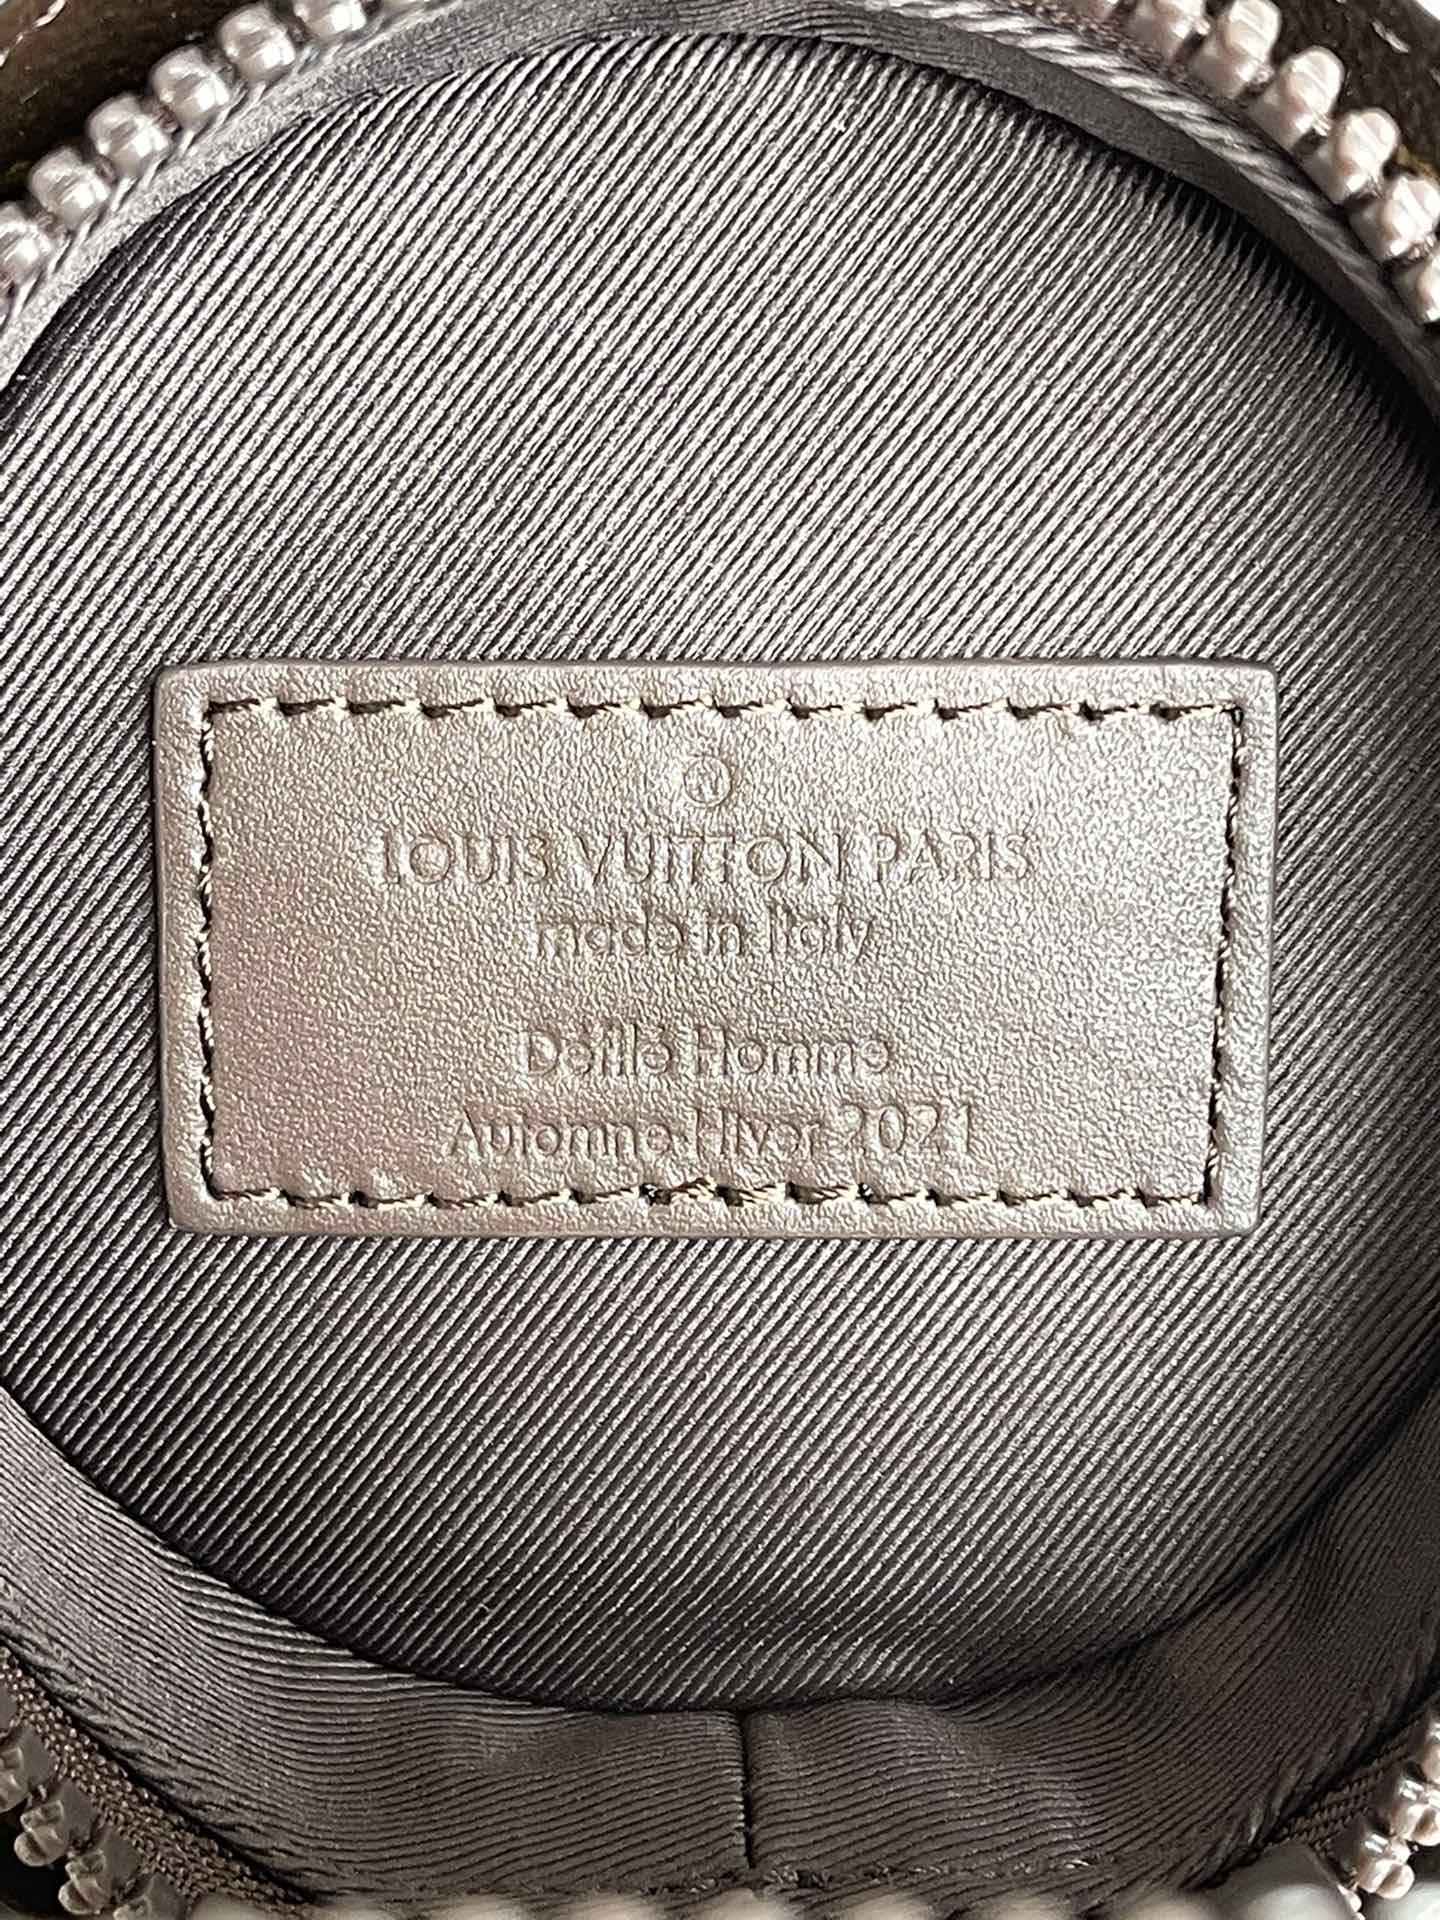 LOUIS VUITTON PARIS
made in Italy
Défilé Homme
Automne-Hiver 2021